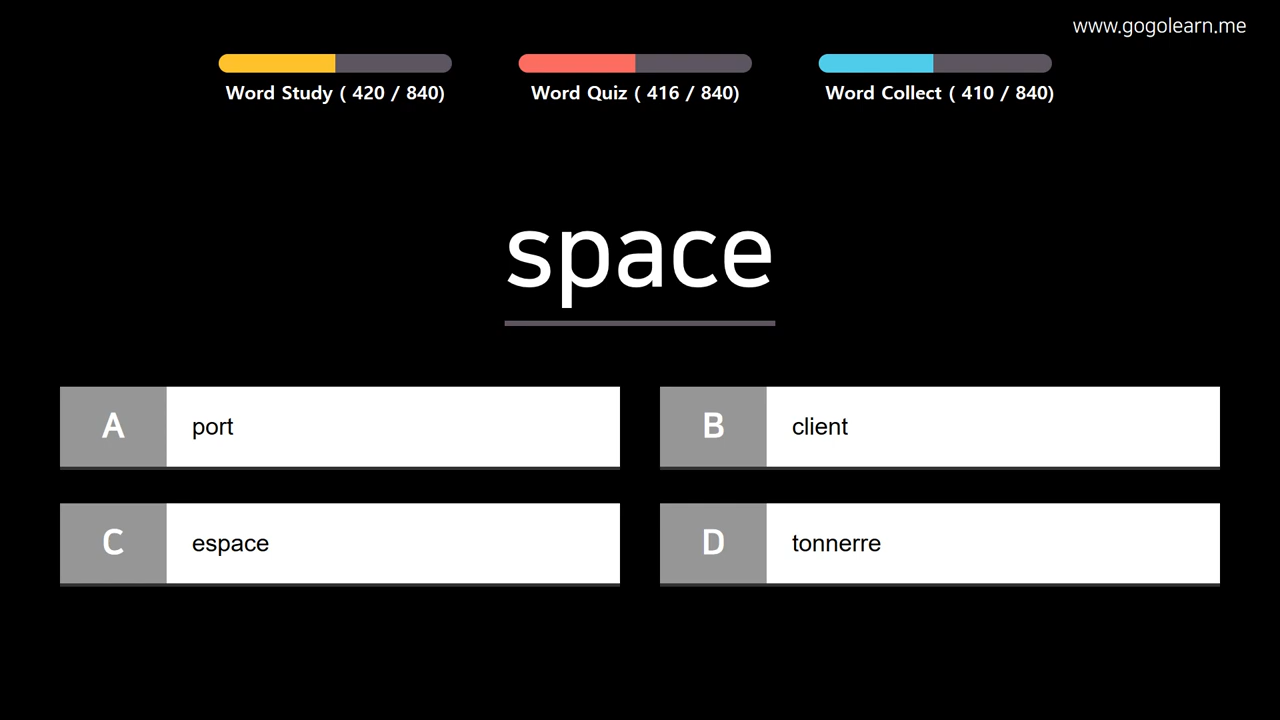 www.gogolearn.me
Word Study ( 420 / 840)
Word Quiz ( 416 / 840)
Word Collect ( 410 / 840)
space
A port
B client
C espace
D tonnerre